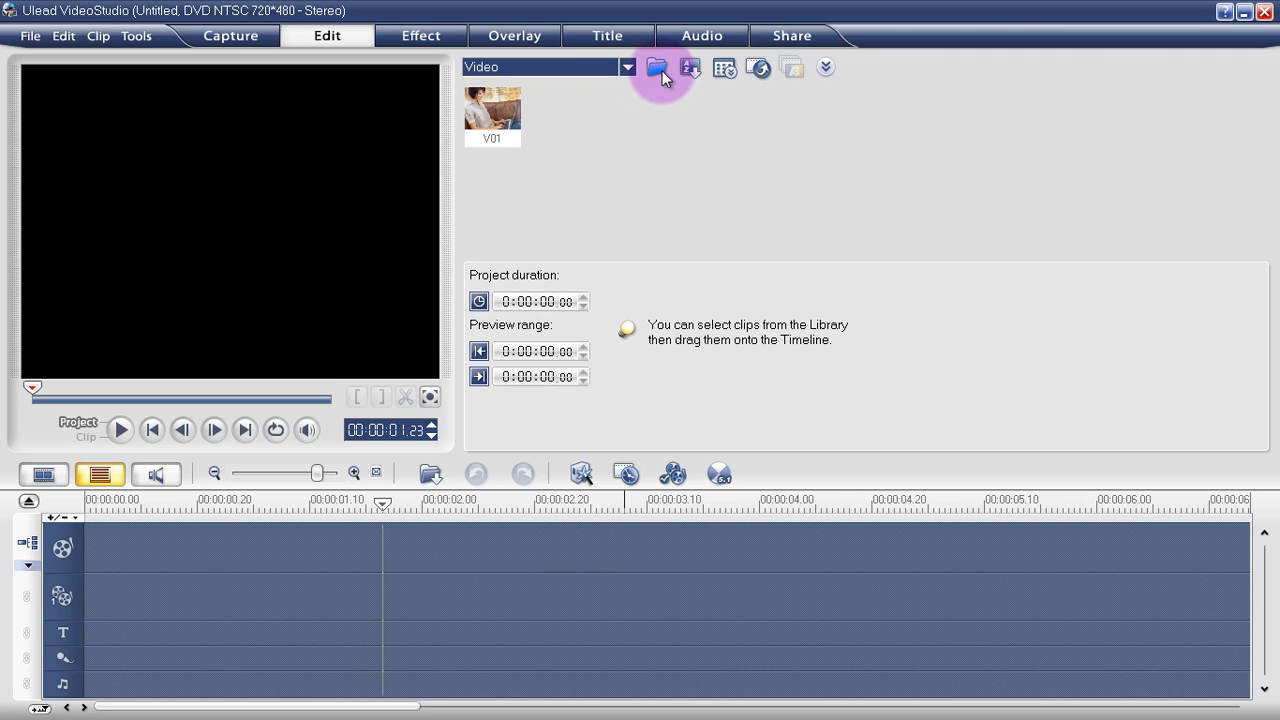 Ulead VideoStudio (Untitled, DVD NTSC 720*480 - Stereo)
File Edit Clip Tools Capture Edit Effect Overlay Title Audio Share
Video
V01
Project duration:
0:00:00 00
Preview range:
You can select clips from the Library
then drag them onto the Timeline.
0:00:00 00
0:00:00 00
Project
Clip
00:00:01.23
00:00:00.00 00:00:00.20 00:00:01.10 00:00:02.00 00:00:02.20 00:00:03.10 00:00:04.00 00:00:04.20 00:00:05.10 00:00:06.00 00:00:06
1
T